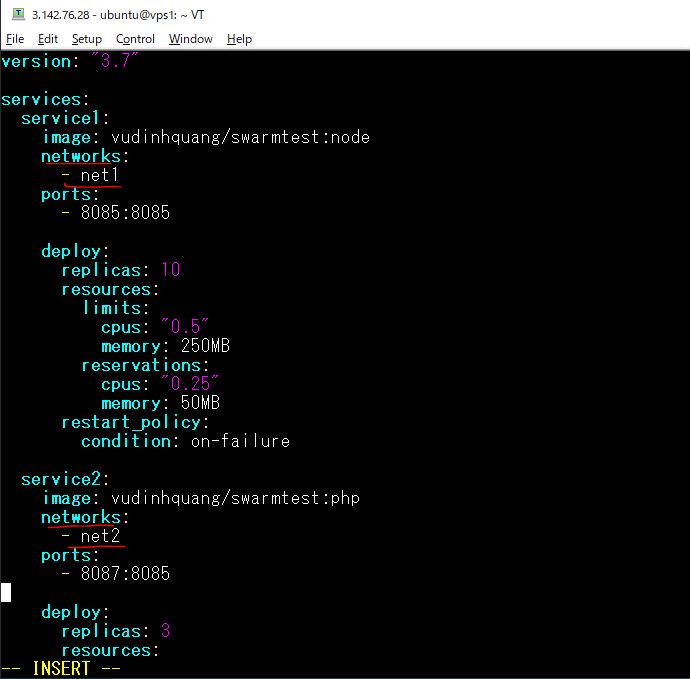 3.142.76.28 - ubuntu@vps1: ~ VT
File Edit Setup Control Window Help
version: "3.7"
services:
  service1:
    image: vudinhquang/swarmtest:node
    networks:
      - net1
    ports:
      - 8085:8085
    deploy:
      replicas: 10
      resources:
        limits:
          cpus: "0.5"
          memory: 250MB
        reservations:
          cpus: "0.25"
          memory: 50MB
      restart_policy:
        condition: on-failure
  service2:
    image: vudinhquang/swarmtest:php
    networks:
      - net2
    ports:
      - 8087:8085
    deploy:
      replicas: 3
      resources:
-- INSERT --